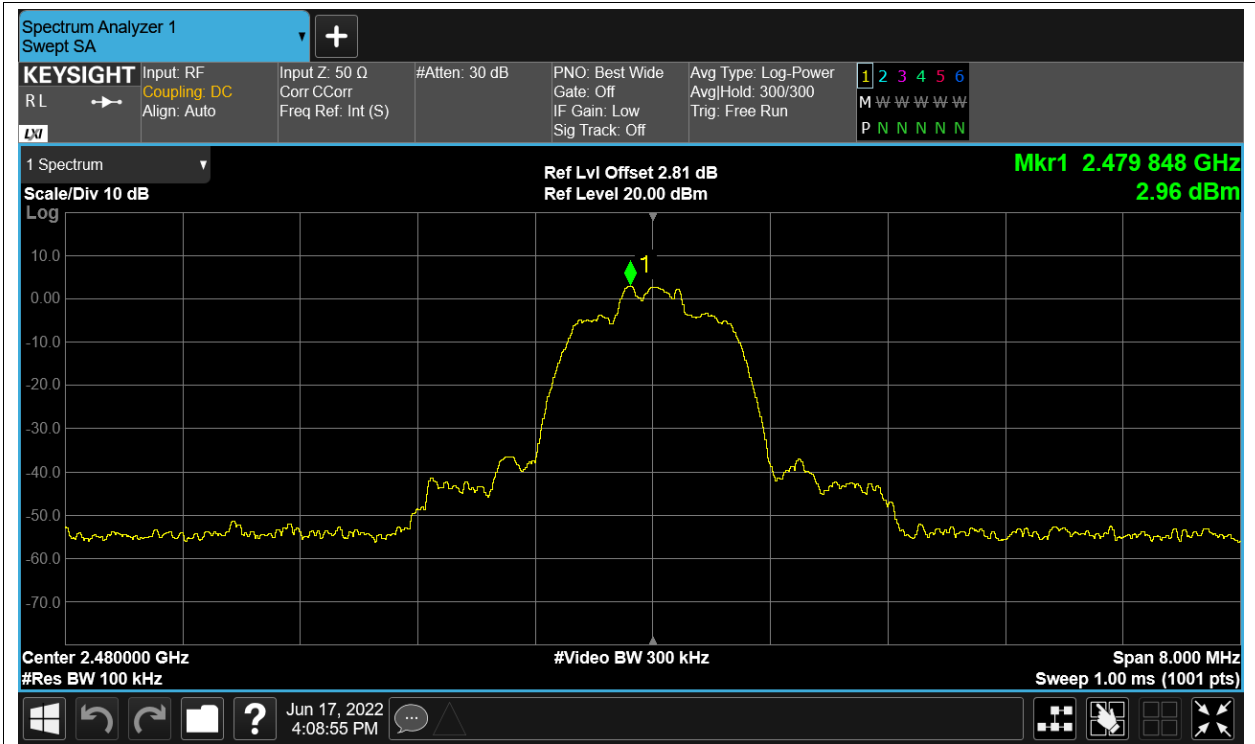 Spectrum Analyzer 1
Swept SA
KEYSIGHT
R L
LXI
Input: RF
Coupling: DC
Align: Auto
Input Z: 50 Ω
Corr CCorr
Freq Ref: Int (S)
#Atten: 30 dB
PNO: Best Wide
Gate: Off
IF Gain: Low
Sig Track: Off
Avg Type: Log-Power
Avg|Hold: 300/300
Trig: Free Run
1 2 3 4 5 6
M W W W W W
P N N N N N
1 Spectrum
Scale/Div 10 dB
Ref Lvl Offset 2.81 dB
Ref Level 20.00 dBm
Mkr1 2.479 848 GHz
2.96 dBm
Log
10.0
0.00
-10.0
-20.0
-30.0
-40.0
-50.0
-60.0
-70.0
1
Center 2.480000 GHz
#Video BW 300 kHz
Span 8.000 MHz
#Res BW 100 kHz
Sweep 1.00 ms (1001 pts)
?
Jun 17, 2022
4:08:55 PM